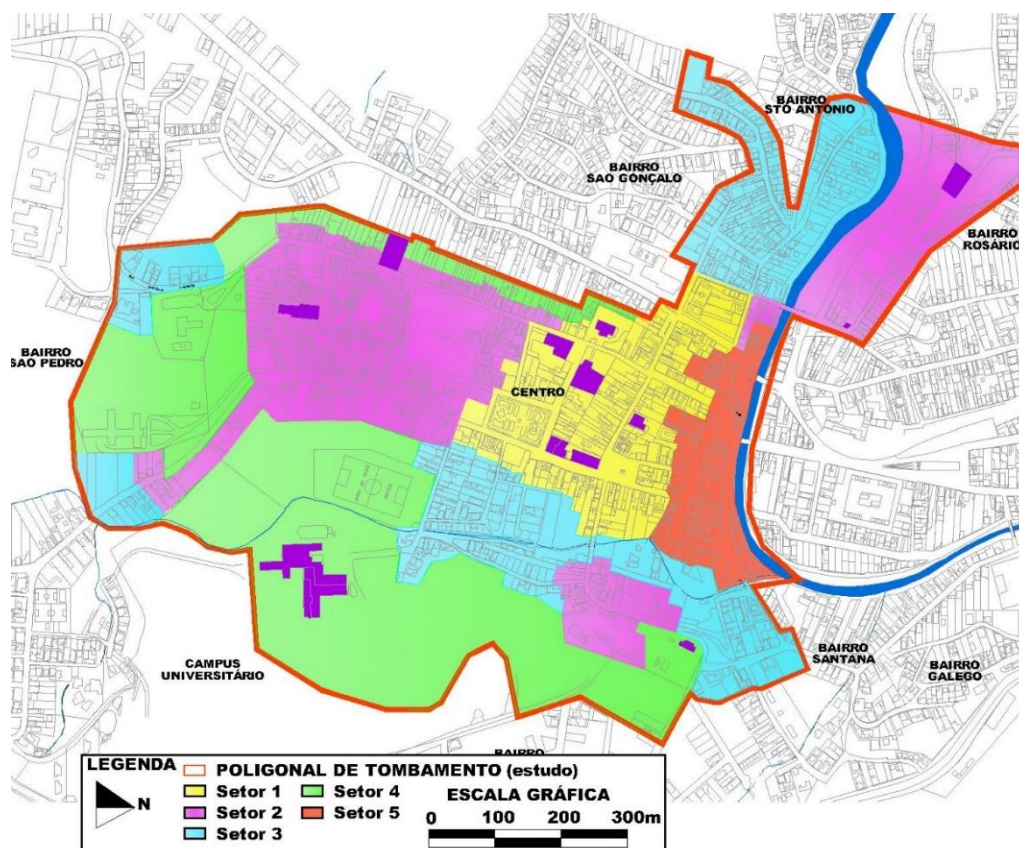 BAIRRO
STO ANTONIO
BAIRRO
SAO GONÇALO
BAIRRO
ROSÁRIO
BAIRRO
SAO PEDRO
CENTRO
CAMPUS
UNIVERSITÁRIO
BAIRRO
SANTANA
BAIRRO
GALEGO
BAIRRO
LEGENDA
N
POLIGONAL DE TOMBAMENTO (estudo)
Setor 1
Setor 2
Setor 3
Setor 4
Setor 5
ESCALA GRÁFICA
0 100 200 300m